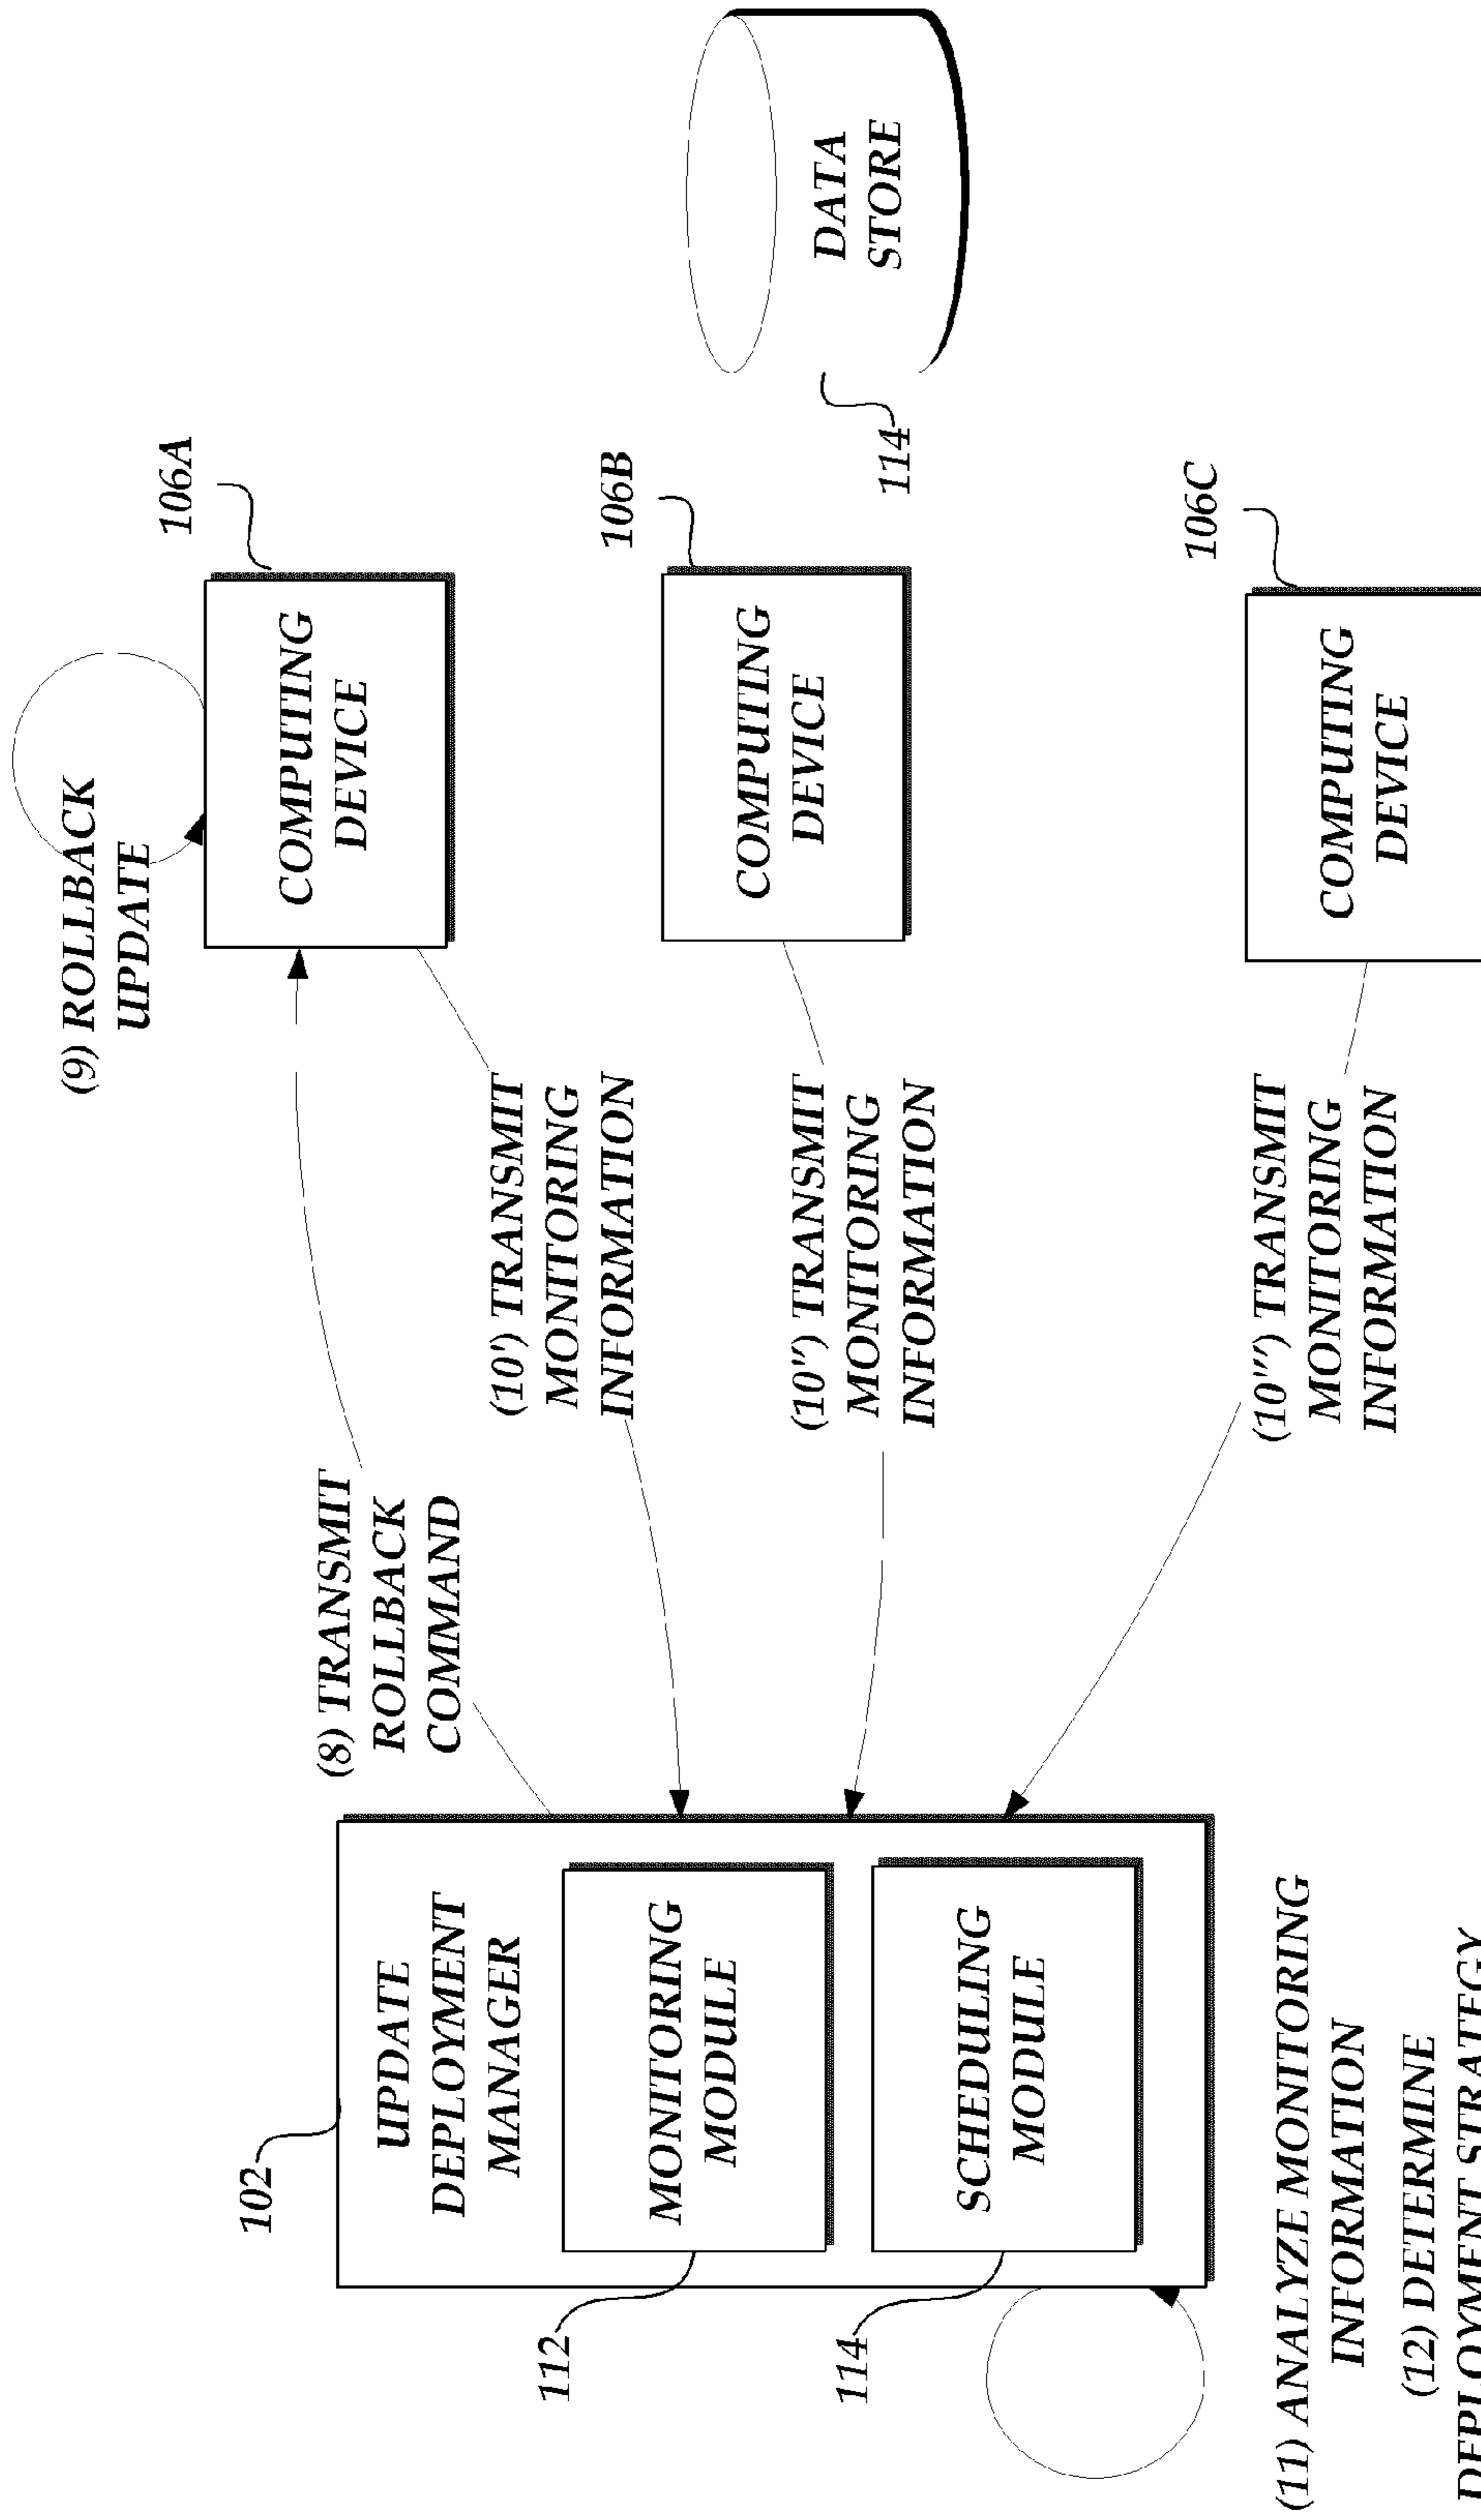 (9) ROLLBACK
UPDATE
106A
COMPUTING
DEVICE
(8) TRANSMIT
ROLLBACK
COMMAND
102
UPDATE
DEPLOYMENT
MANAGER
(10') TRANSMIT
MONITORING
INFORMATION
112
MONITORING
MODULE
106B
COMPUTING
DEVICE
DATA
STORE
114
(10") TRANSMIT
MONITORING
INFORMATION
114
SCHEDULING
MODULE
106C
COMPUTING
DEVICE
(10") TRANSMIT
MONITORING
INFORMATION
(11) ANALYZE MONITORING
INFORMATION
(12) DETERMINE
DEPLOYMENT STRATEGY